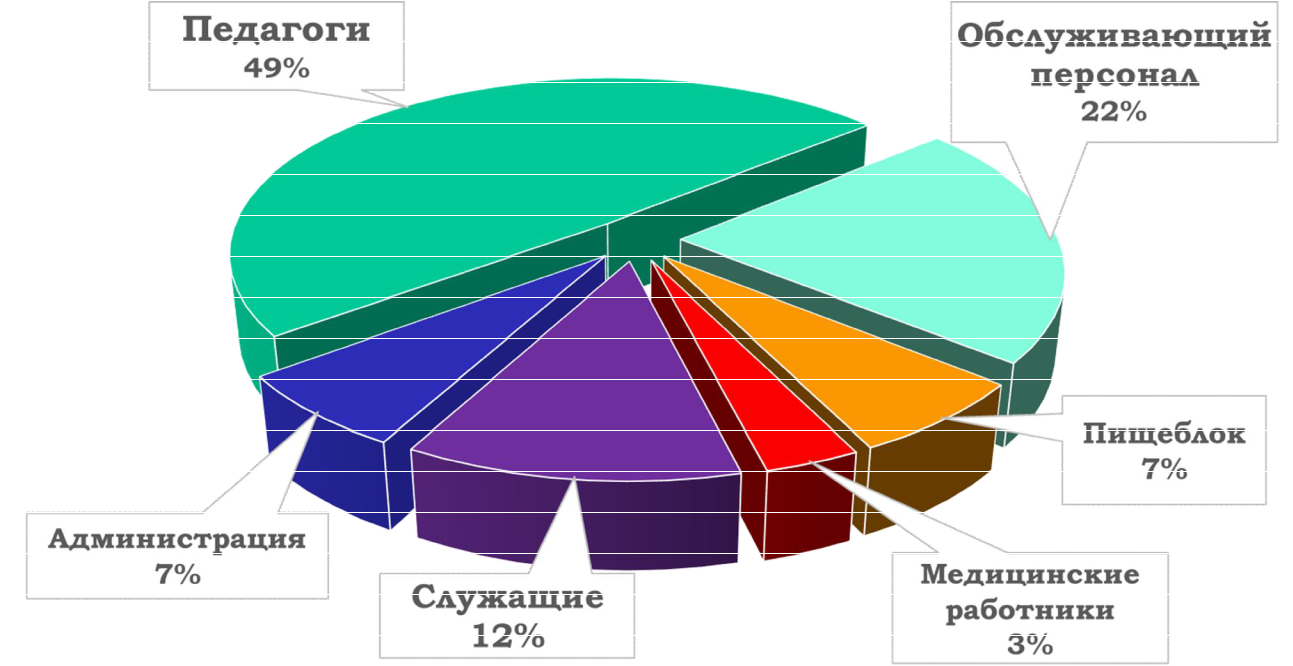 Педагоги
49%
Обслуживающий
персонал
22%
Пищеблок
7%
Медицинские
работники
3%
Служащие
12%
Администрация
7%